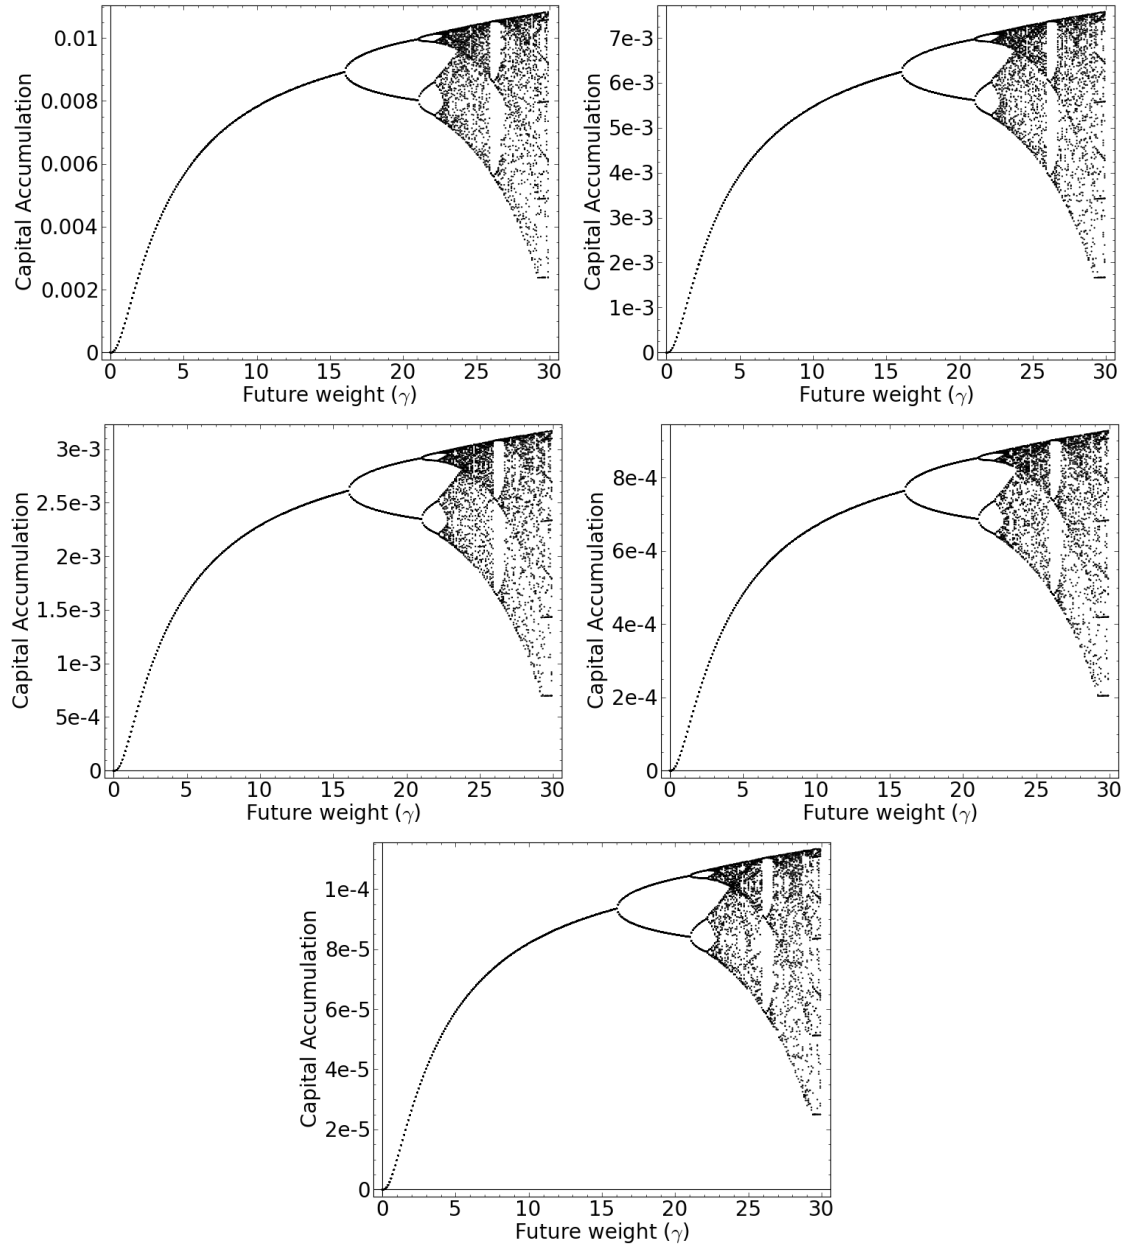 Capital Accumulation
0.01
0.008
0.006
0.004
0.002
0
0 5 10 15 20 25 30
Future weight (γ)
Capital Accumulation
7e-3
6e-3
5e-3
4e-3
3e-3
2e-3
1e-3
0
0 5 10 15 20 25 30
Future weight (γ)
Capital Accumulation
3e-3
2.5e-3
2e-3
1.5e-3
1e-3
5e-4
0
0 5 10 15 20 25 30
Future weight (γ)
Capital Accumulation
8e-4
6e-4
4e-4
2e-4
0
0 5 10 15 20 25 30
Future weight (γ)
Capital Accumulation
1e-4
8e-5
6e-5
4e-5
2e-5
0
0 5 10 15 20 25 30
Future weight (γ)